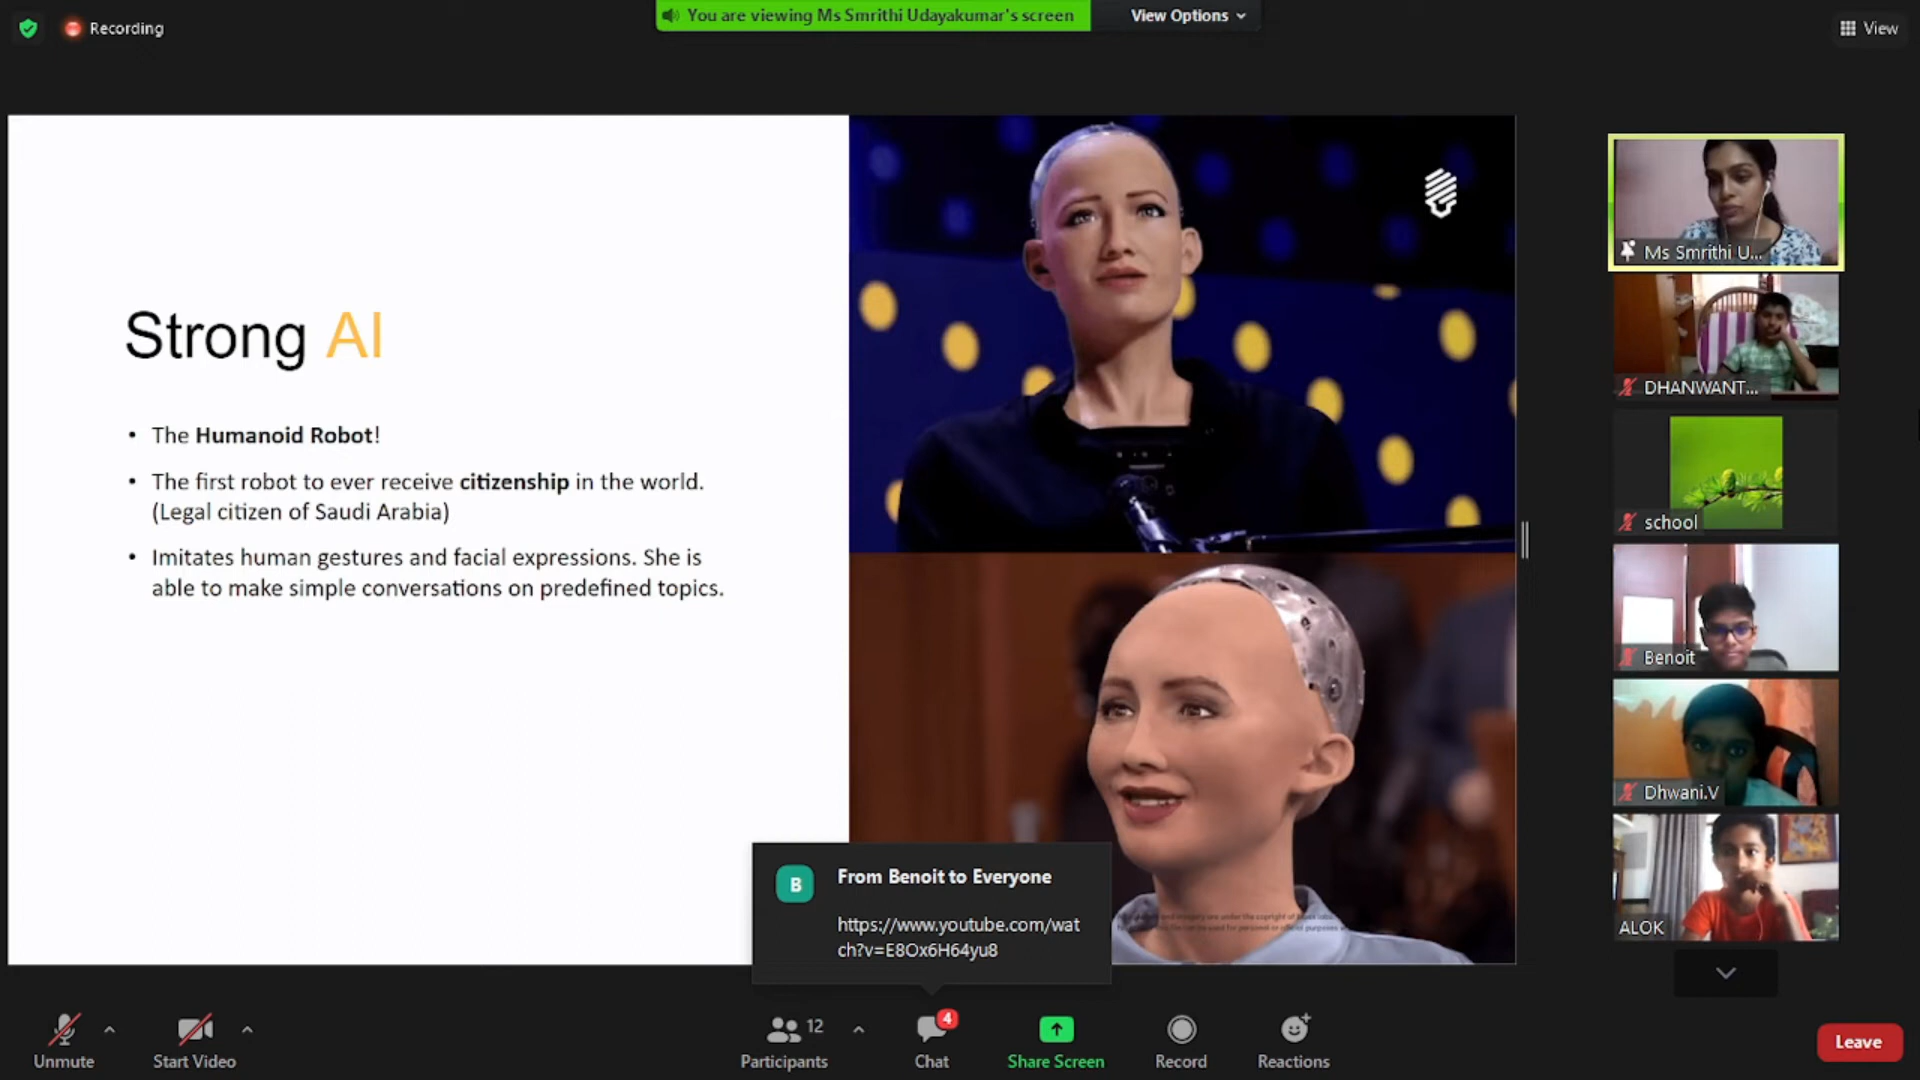 You are viewing Ms Smrithi Udayakumar's screen
View Options
Recording
View
Strong AI
• The Humanoid Robot!
• The first robot to ever receive citizenship in the world.
(Legal citizen of Saudi Arabia)
• Imitates human gestures and facial expressions. She is
able to make simple conversations on predefined topics.
Ms Smrithi U...
DHANWANT...
school
Benoit
Dhwani.V
ALOK
B
From Benoit to Everyone
https://www.youtube.com/wat
ch?v=E8Ox6H64yu8
Unmute
Start Video
12
Participants
4
Chat
Share Screen
Record
Reactions
Leave